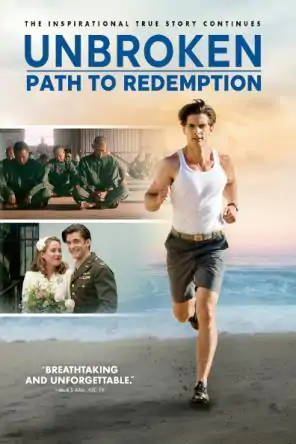 THE INSPIRATIONAL TRUE STORY CONTINUES
UNBROKEN
PATH TO REDEMPTION
"BREATHTAKING
AND UNFORGETTABLE."